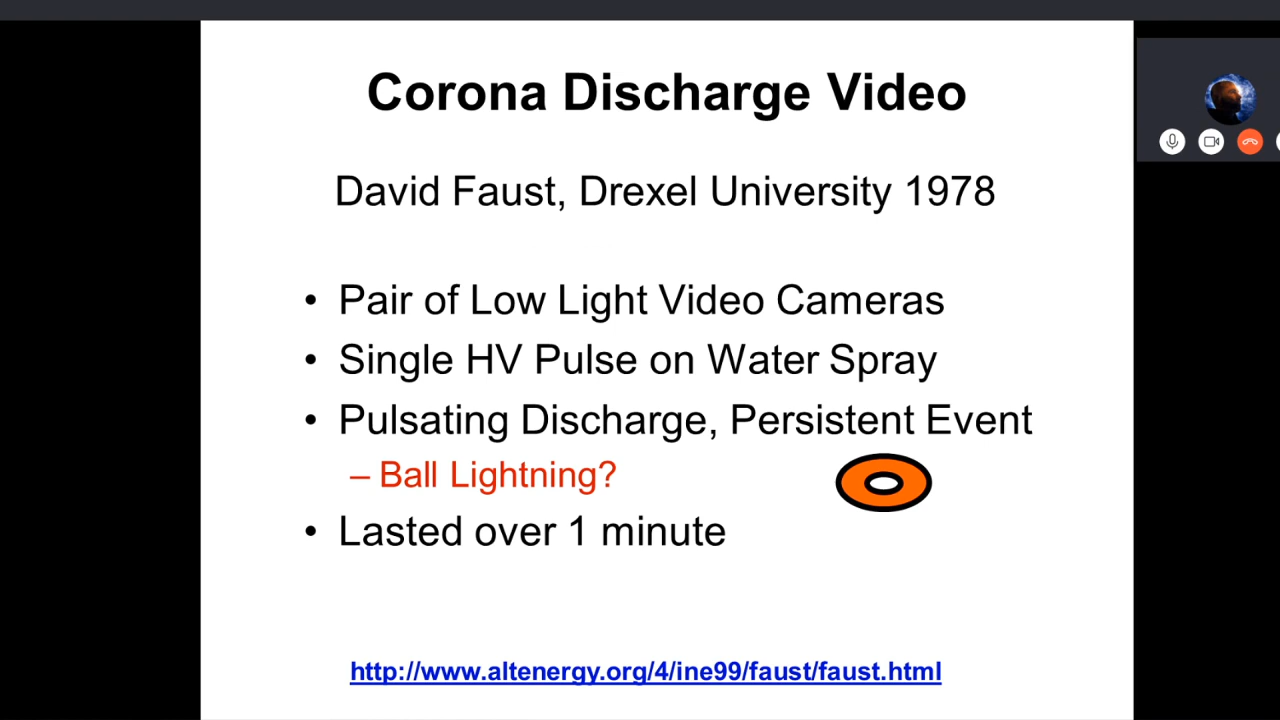 Corona Discharge Video
David Faust, Drexel University 1978
• Pair of Low Light Video Cameras
• Single HV Pulse on Water Spray
• Pulsating Discharge, Persistent Event
– Ball Lightning?
• Lasted over 1 minute
http://www.altenergy.org/4/ine99/faust/faust.html